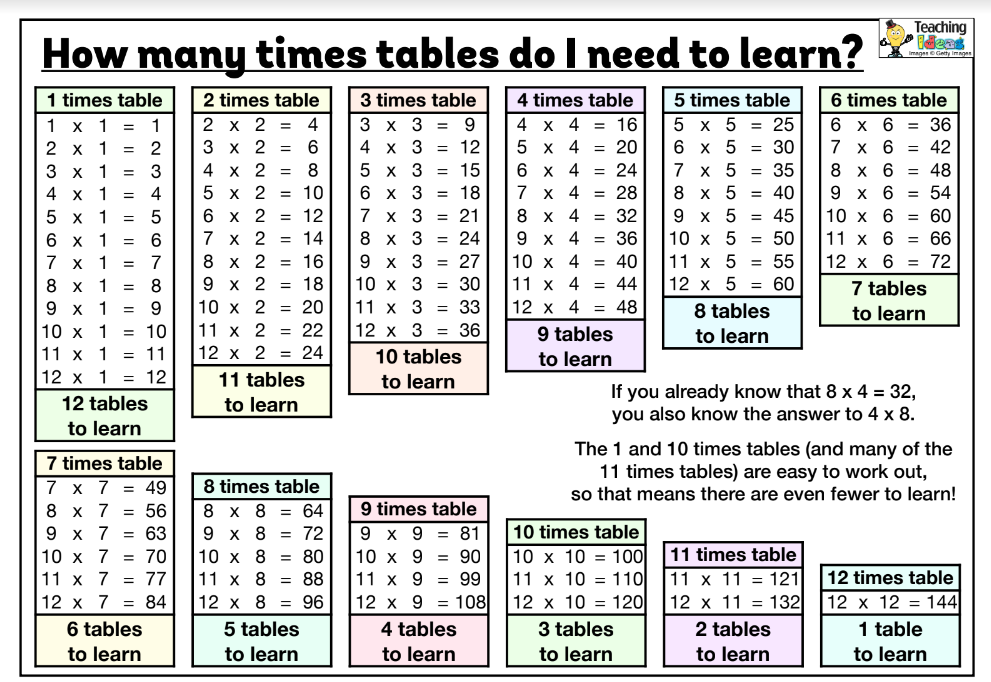 How many times tables do I need to learn?
Teaching
Ideas
Images © Getty Images
1 times table
1 x 1 = 1
2 x 1 = 2
3 x 1 = 3
4 x 1 = 4
5 x 1 = 5
6 x 1 = 6
7 x 1 = 7
8 x 1 = 8
9 x 1 = 9
10 x 1 = 10
11 x 1 = 11
12 x 1 = 12
12 tables
to learn
2 times table
2 x 2 = 4
3 x 2 = 6
4 x 2 = 8
5 x 2 = 10
6 x 2 = 12
7 x 2 = 14
8 x 2 = 16
9 x 2 = 18
10 x 2 = 20
11 x 2 = 22
12 x 2 = 24
11 tables
to learn
3 times table
3 x 3 = 9
4 x 3 = 12
5 x 3 = 15
6 x 3 = 18
7 x 3 = 21
8 x 3 = 24
9 x 3 = 27
10 x 3 = 30
11 x 3 = 33
12 x 3 = 36
10 tables
to learn
4 times table
4 x 4 = 16
5 x 4 = 20
6 x 4 = 24
7 x 4 = 28
8 x 4 = 32
9 x 4 = 36
10 x 4 = 40
11 x 4 = 44
12 x 4 = 48
9 tables
to learn
5 times table
5 x 5 = 25
6 x 5 = 30
7 x 5 = 35
8 x 5 = 40
9 x 5 = 45
10 x 5 = 50
11 x 5 = 55
12 x 5 = 60
8 tables
to learn
6 times table
6 x 6 = 36
7 x 6 = 42
8 x 6 = 48
9 x 6 = 54
10 x 6 = 60
11 x 6 = 66
12 x 6 = 72
7 tables
to learn
If you already know that 8 x 4 = 32,
you also know the answer to 4 x 8.
The 1 and 10 times tables (and many of the
11 times tables) are easy to work out,
so that means there are even fewer to learn!
7 times table
7 x 7 = 49
8 x 7 = 56
9 x 7 = 63
10 x 7 = 70
11 x 7 = 77
12 x 7 = 84
6 tables
to learn
8 times table
8 x 8 = 64
9 x 8 = 72
10 x 8 = 80
11 x 8 = 88
12 x 8 = 96
5 tables
to learn
9 times table
9 x 9 = 81
10 x 9 = 90
11 x 9 = 99
12 x 9 = 108
4 tables
to learn
10 times table
10 x 10 = 100
11 x 10 = 110
12 x 10 = 120
3 tables
to learn
11 times table
11 x 11 = 121
12 x 11 = 132
2 tables
to learn
12 times table
12 x 12 = 144
1 table
to learn